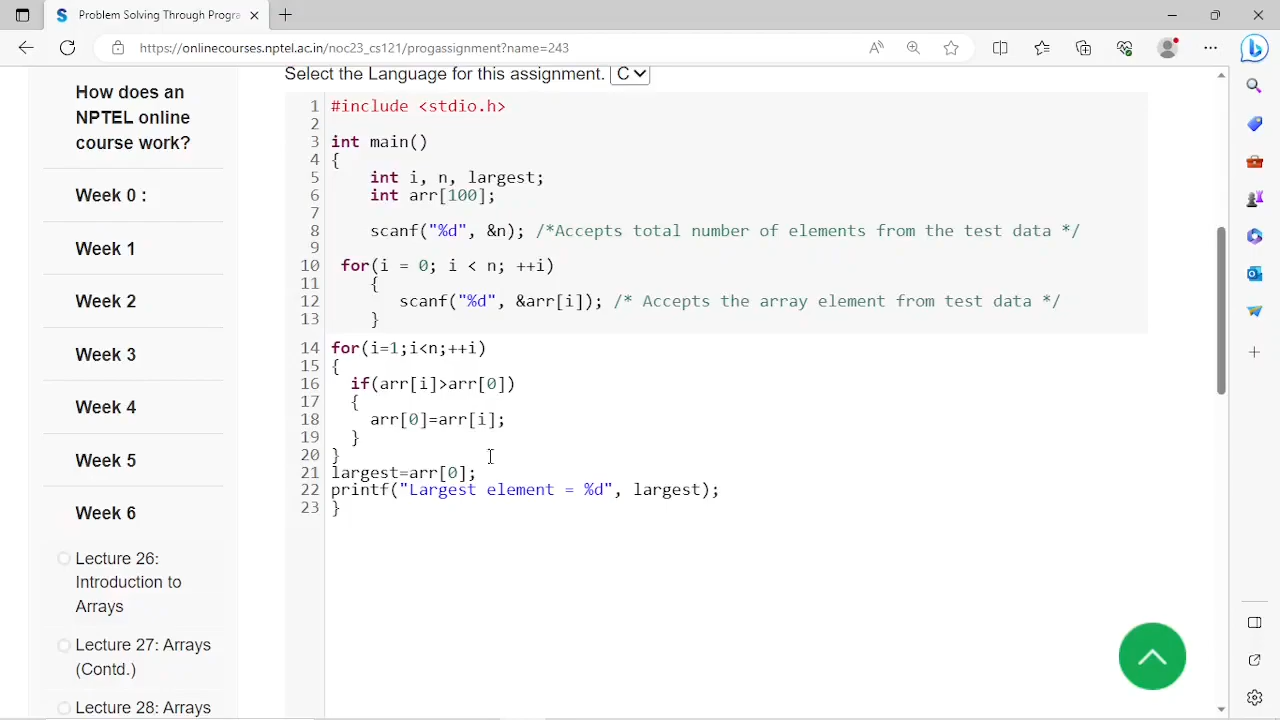 Problem Solving Through Progra
https://onlinecourses.nptel.ac.in/noc23_cs121/progassignment?name=243
How does an
NPTEL online
course work?
Week 0 :
Week 1
Week 2
Week 3
Week 4
Week 5
Week 6
Lecture 26:
Introduction to
Arrays
Lecture 27: Arrays
(Contd.)
Lecture 28: Arrays
Select the Language for this assignment. C
1 #include <stdio.h>
2
3 int main()
4 {
5 int i, n, largest;
6 int arr[100];
7
8 scanf("%d", &n); /*Accepts total number of elements from the test data */
9
10 for(i = 0; i < n; ++i)
11 {
12 scanf("%d", &arr[i]); /* Accepts the array element from test data */
13 }
14 for(i=1;i<n;++i)
15 {
16 if(arr[i]>arr[0])
17 {
18 arr[0]=arr[i];
19 }
20 }
21 largest=arr[0];
22 printf("Largest element = %d", largest);
23 }